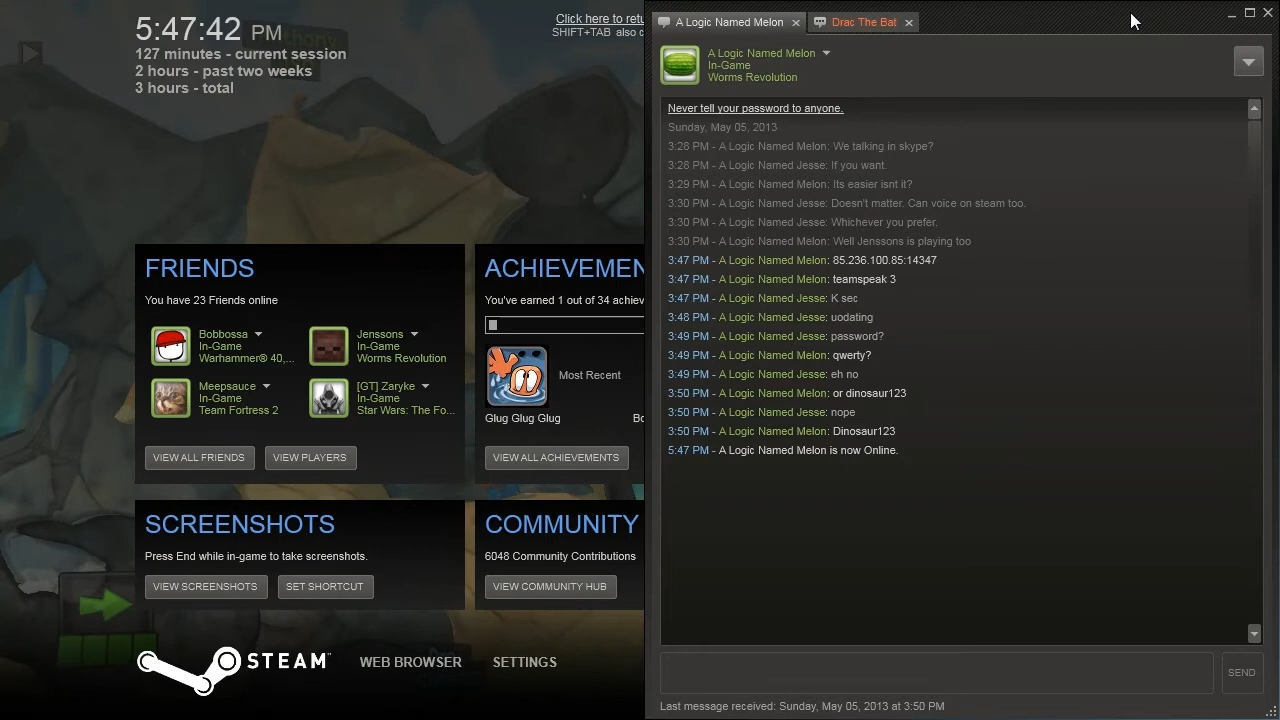 5:47:42 PM
127 minutes - current session
2 hours - past two weeks
3 hours - total
Click here to retu
SHIFT+TAB also c
FRIENDS
You have 23 Friends online
Bobbossa
In-Game
Warhammer® 40,...
Jenssons
In-Game
Worms Revolution
Meepsauce
In-Game
Team Fortress 2
[GT] Zaryke
In-Game
Star Wars: The Fo...
VIEW ALL FRIENDS
VIEW PLAYERS
ACHIEVEMEN
You've earned 1 out of 34 achiev
Most Recent
Glug Glug Glug
Bo
VIEW ALL ACHIEVEMENTS
SCREENSHOTS
Press End while in-game to take screenshots.
VIEW SCREENSHOTS
SET SHORTCUT
COMMUNITY
6048 Community Contributions
VIEW COMMUNITY HUB
STEAM™
WEB BROWSER
SETTINGS
A Logic Named Melon
Drac The Bat
A Logic Named Melon
In-Game
Worms Revolution
Never tell your password to anyone.
Sunday, May 05, 2013
3:28 PM - A Logic Named Melon: We talking in skype?
3:28 PM - A Logic Named Jesse: If you want.
3:29 PM - A Logic Named Melon: Its easier isnt it?
3:30 PM - A Logic Named Jesse: Doesn't matter. Can voice on steam too.
3:30 PM - A Logic Named Jesse: Whichever you prefer.
3:30 PM - A Logic Named Melon: Well Jenssons is playing too
3:47 PM - A Logic Named Melon: 85.236.100.85:14347
3:47 PM - A Logic Named Melon: teamspeak 3
3:47 PM - A Logic Named Jesse: K sec
3:48 PM - A Logic Named Jesse: uodating
3:49 PM - A Logic Named Jesse: password?
3:49 PM - A Logic Named Melon: qwerty?
3:49 PM - A Logic Named Jesse: eh no
3:50 PM - A Logic Named Melon: or dinosaur123
3:50 PM - A Logic Named Jesse: nope
3:50 PM - A Logic Named Melon: Dinosaur123
5:47 PM - A Logic Named Melon is now Online.
SEND
Last message received: Sunday, May 05, 2013 at 3:50 PM